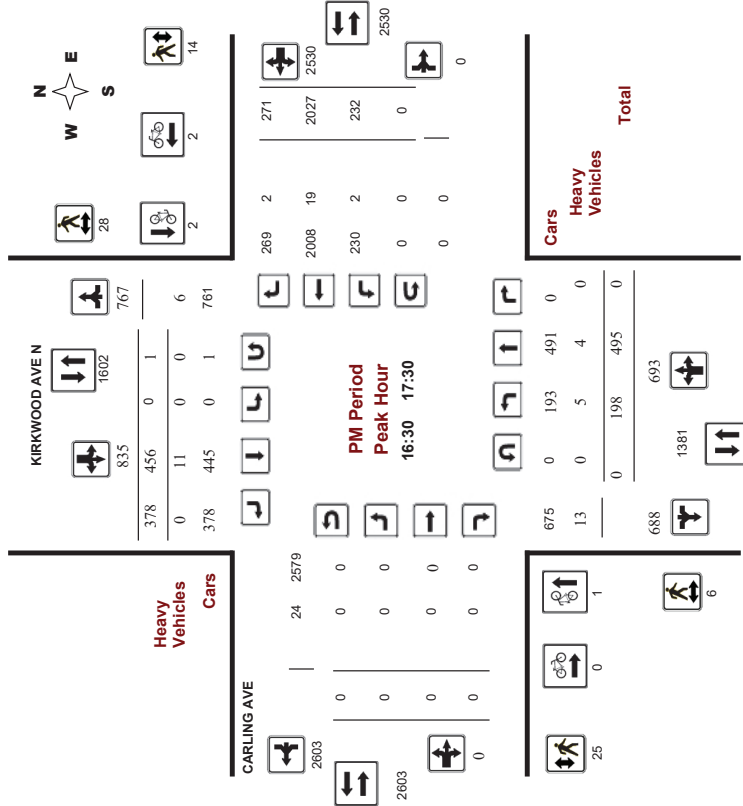 N
W E
S
14
28
2
2
KIRKWOOD AVE N
1602
835
767
378 456 0 1
0 11 0 0 6
378 445 0 1 761
Heavy
Vehicles
Cars
2530
2530
0
269 2 271
2008 19 2027
230 2 232
0 0 0
0
PM Period
Peak Hour
16:30 17:30
CARLING AVE
24 2579
2603
0 0 0
0 0 0
0 0 0
0 0 0
2603
0
Cars
Heavy
Vehicles
Total
675 0 193 491 0
13 0 5 4 0
0 198 495 0
688
693
1381
1
0
25
6